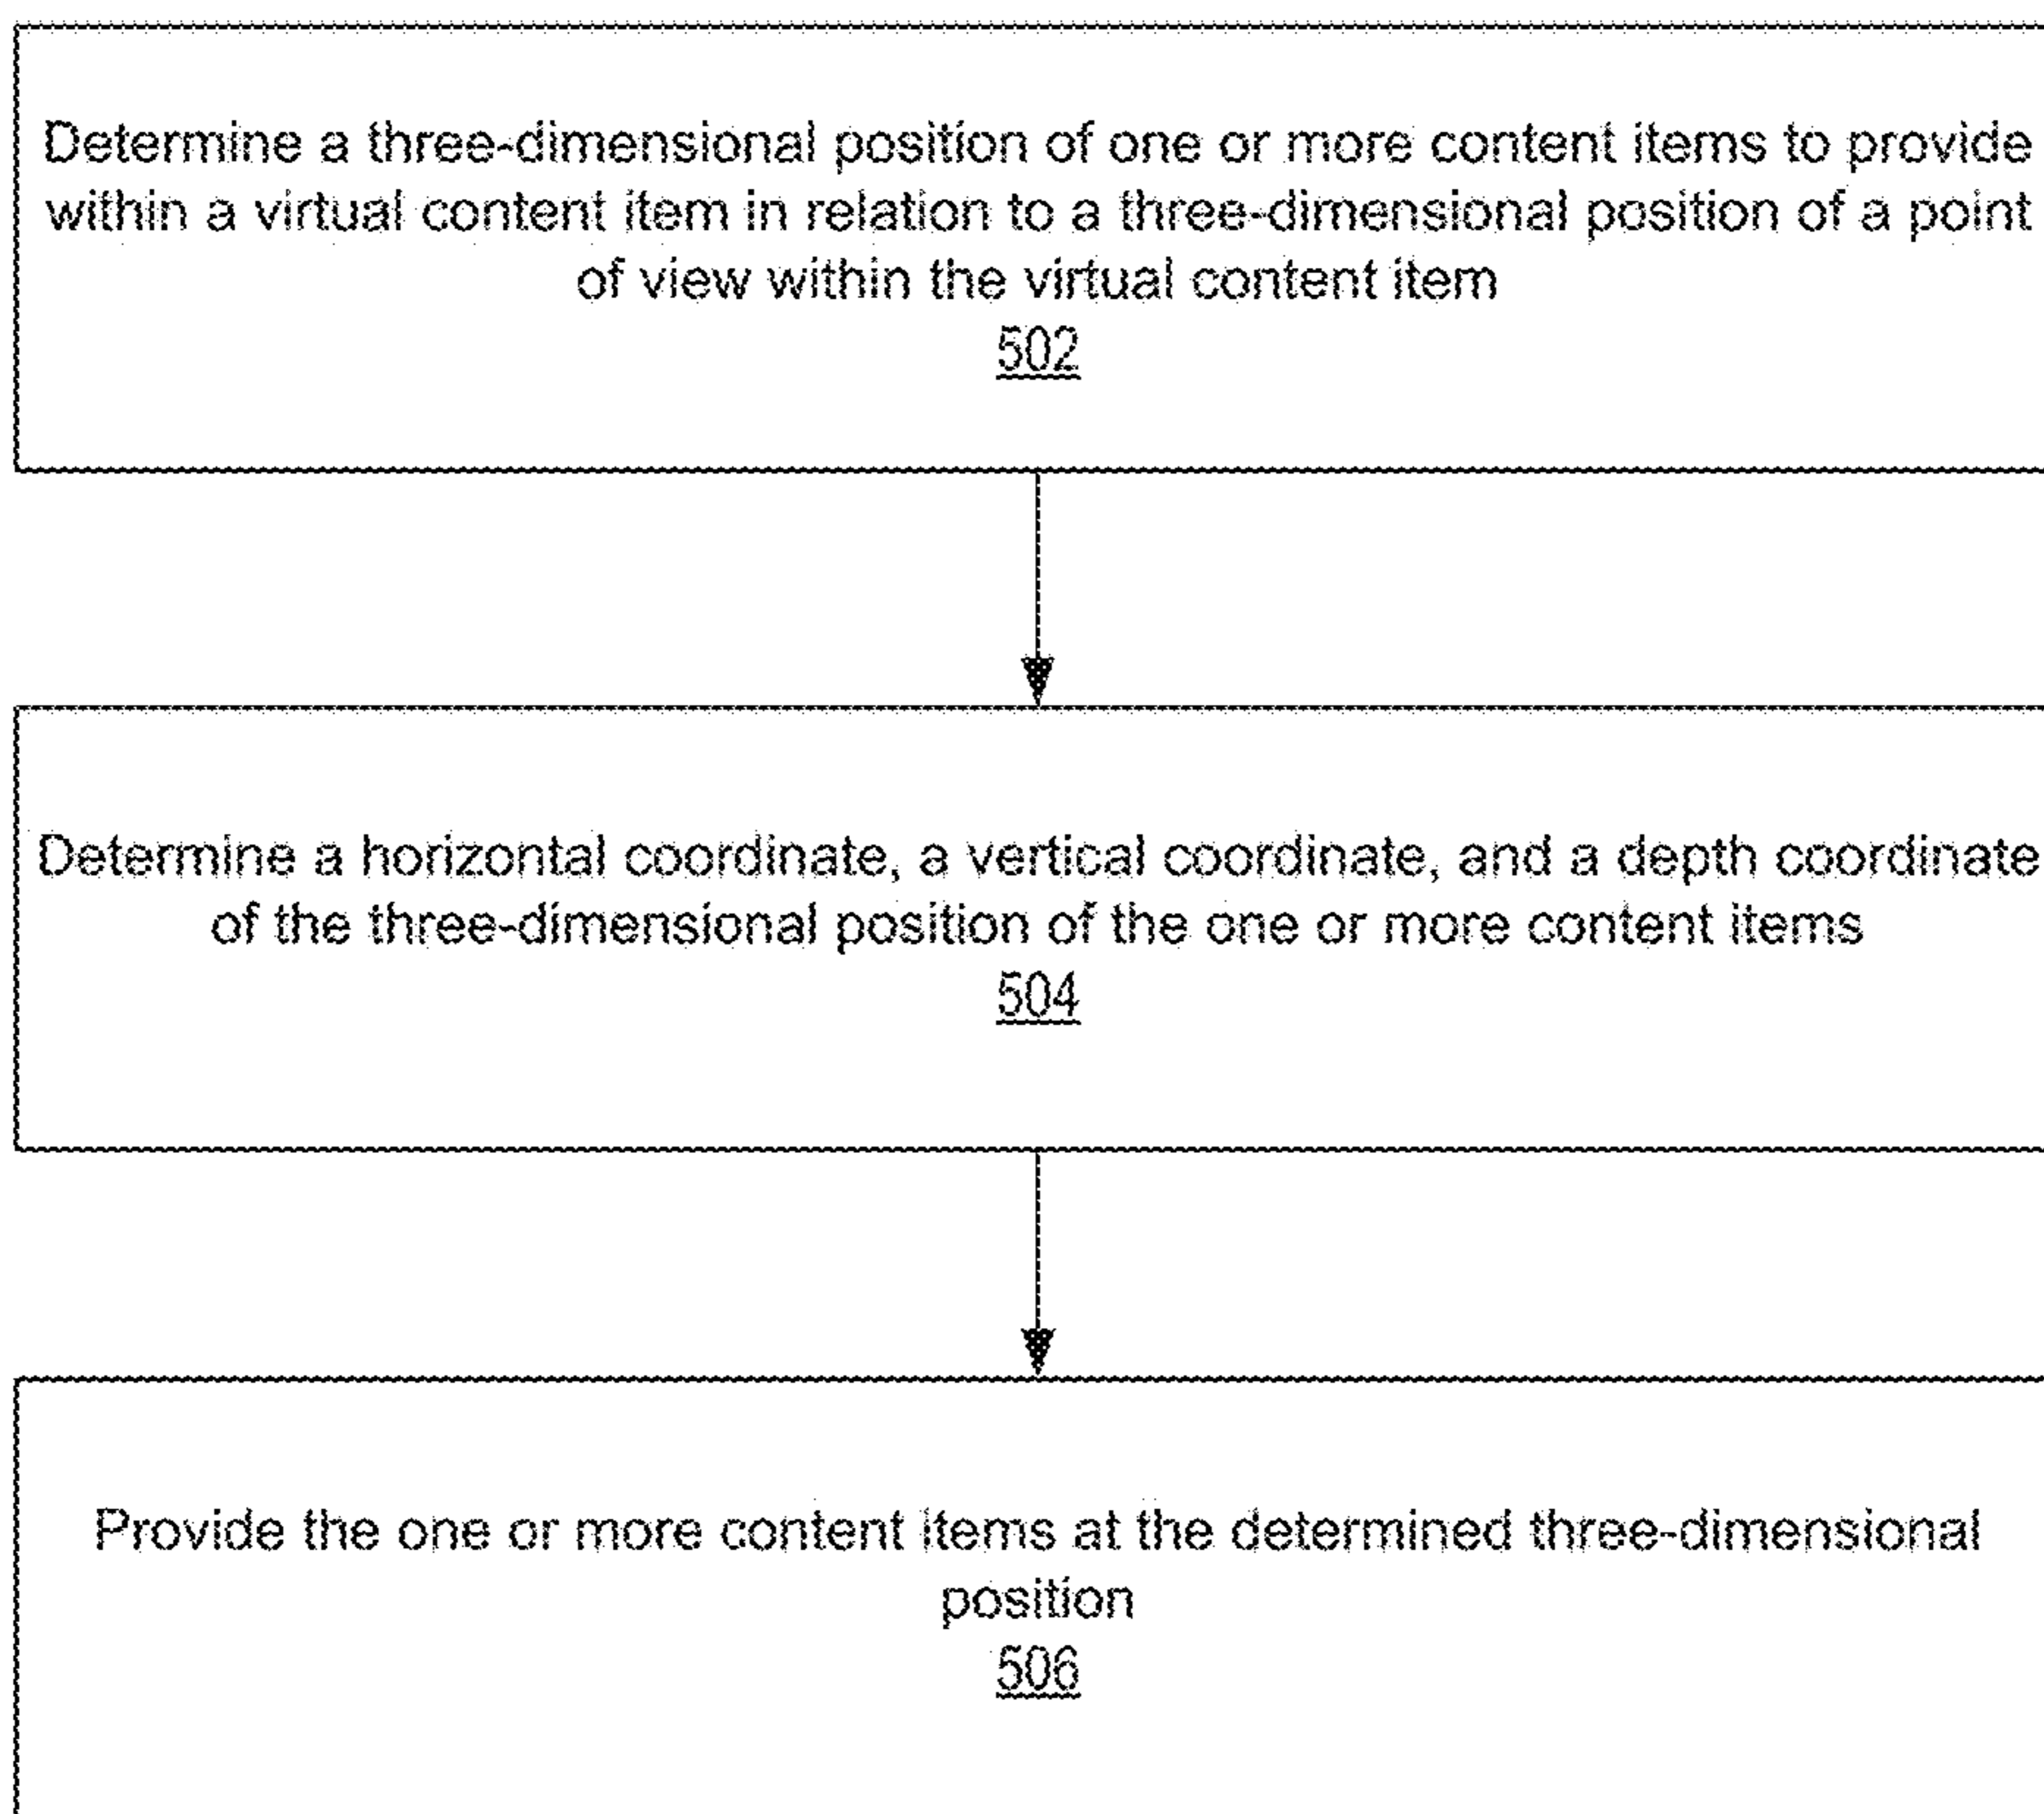 Determine a three-dimensional position of one or more content items to provide
within a virtual content item in relation to a three-dimensional position of a point
of view within the virtual content item
502
Determine a horizontal coordinate, a vertical coordinate, and a depth coordinate
of the three-dimensional position of the one or more content items
504
Provide the one or more content items at the determined three-dimensional
position
506